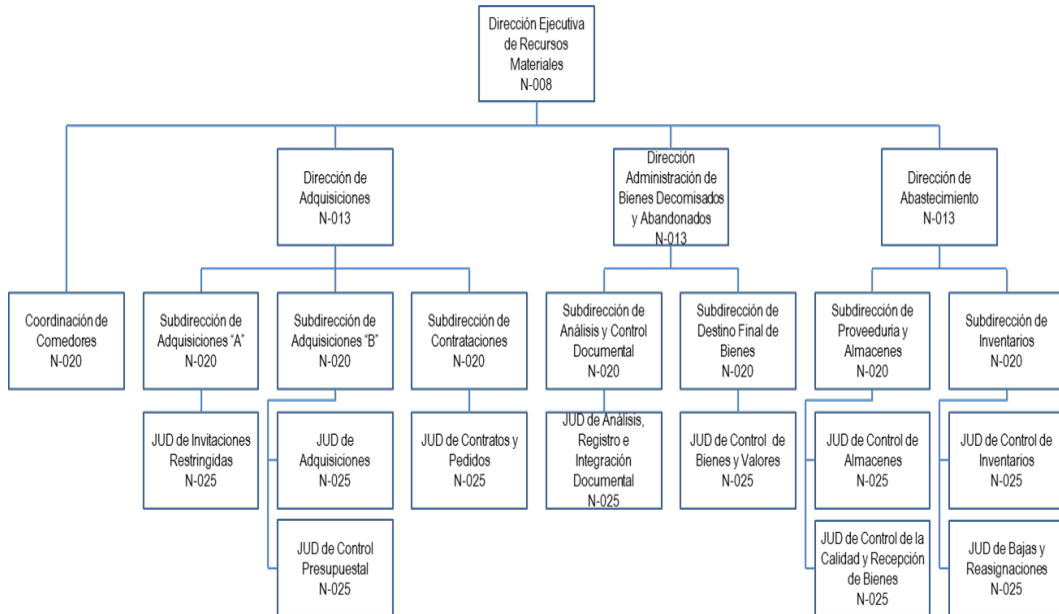 Dirección Ejecutiva
de Recursos
Materiales
N-008
Dirección de
Adquisiciones
N-013
Dirección
Administración de
Bienes Decomisados
y Abandonados
N-013
Dirección de
Abastecimiento
N-013
Coordinación de
Comedores
N-020
Subdirección de
Adquisiciones "A"
N-020
Subdirección de
Adquisiciones "B"
N-020
Subdirección de
Contrataciones
N-020
Subdirección de
Análisis y Control
Documental
N-020
Subdirección de
Destino Final de
Bienes
N-020
Subdirección de
Proveeduría y
Almacenes
N-020
Subdirección de
Inventarios
N-020
JUD de Invitaciones
Restringidas
N-025
JUD de
Adquisiciones
N-025
JUD de Contratos y
Pedidos
N-025
JUD de Análisis,
Registro e
Integración
Documental
N-025
JUD de Control de
Bienes y Valores
N-025
JUD de Control de
Almacenes
N-025
JUD de Control de
Inventarios
N-025
JUD de Control
Presupuestal
N-025
JUD de Control de la
Calidad y Recepción
de Bienes
N-025
JUD de Bajas y
Reasignaciones
N-025